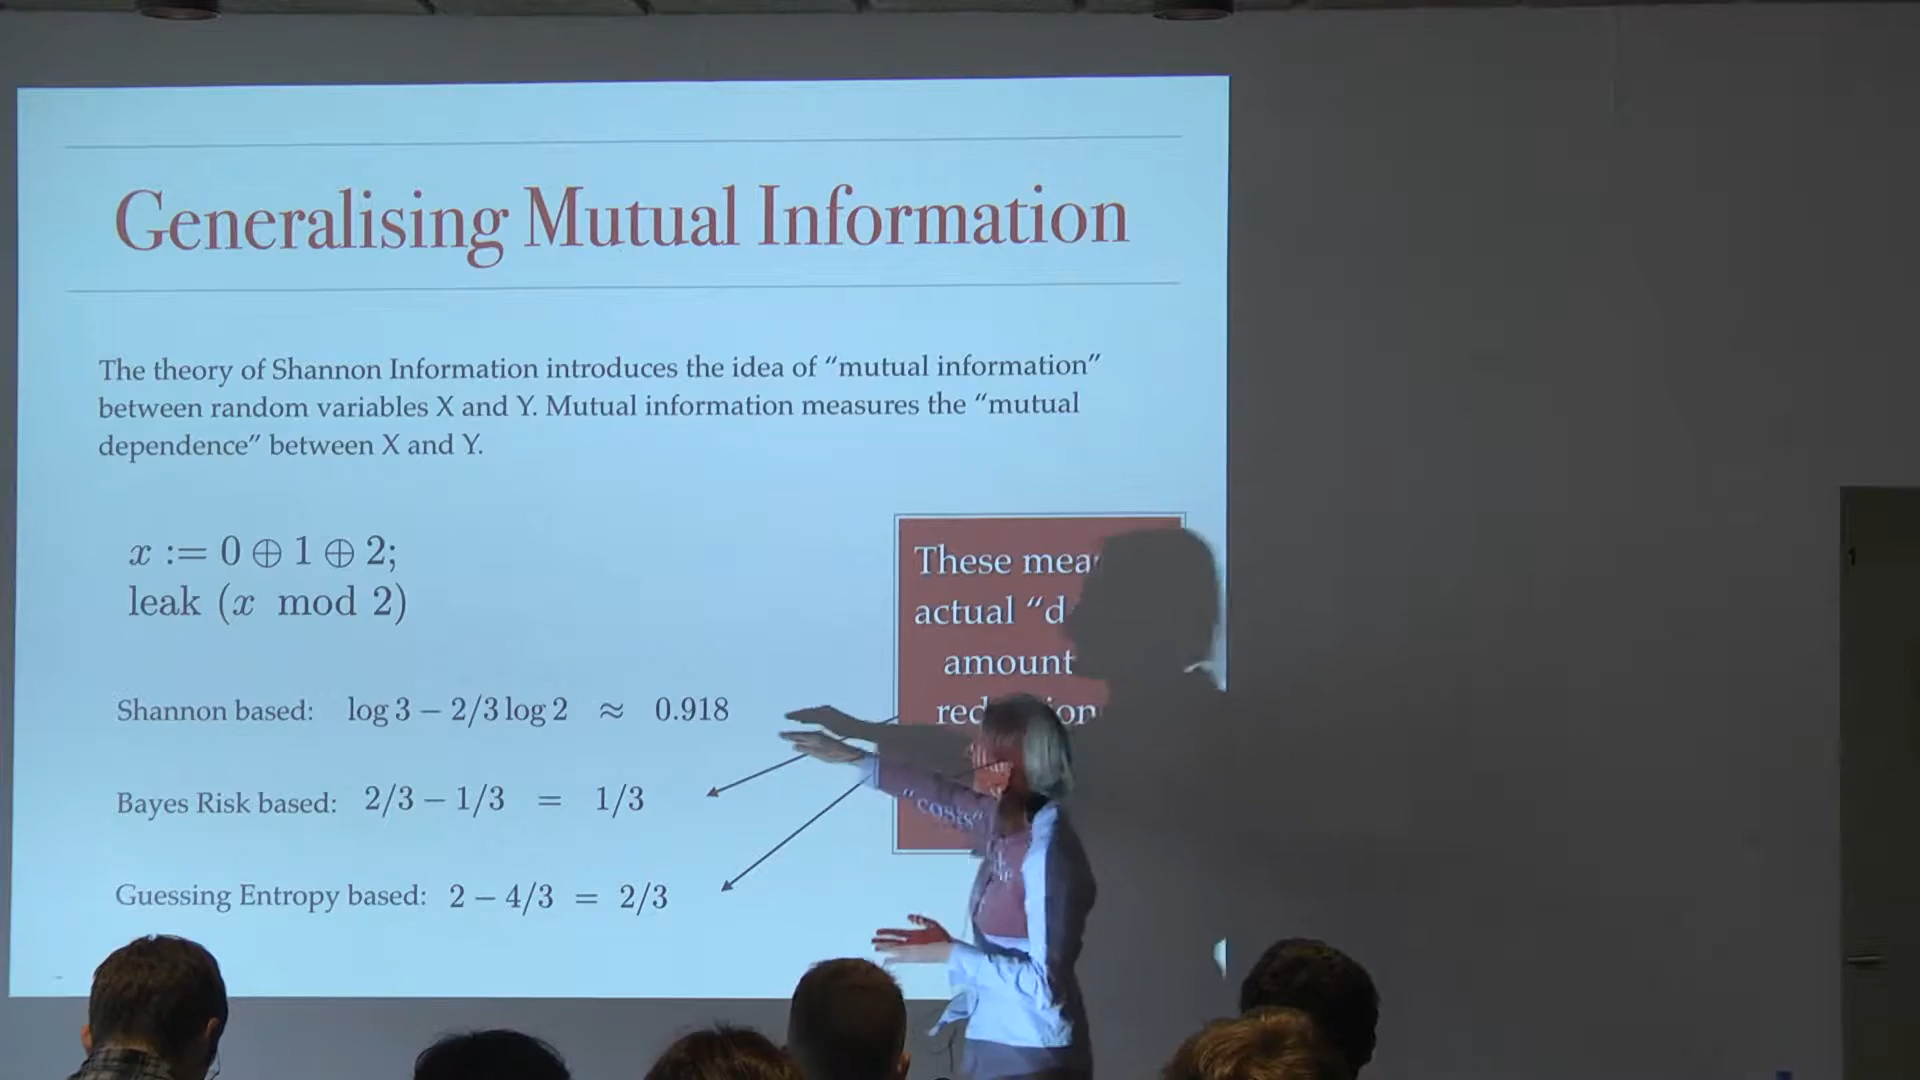 Generalising Mutual Information
The theory of Shannon Information introduces the idea of “mutual information”
between random variables X and Y. Mutual information measures the “mutual
dependence” between X and Y.
x := 0 ⊕ 1 ⊕ 2;
leak (x mod 2)
These
actual
amount
Shannon based: log 3 – 2/3 log 2 ≈ 0.918
Bayes Risk based: 2/3 – 1/3 = 1/3
Guessing Entropy based: 2 – 4/3 = 2/3